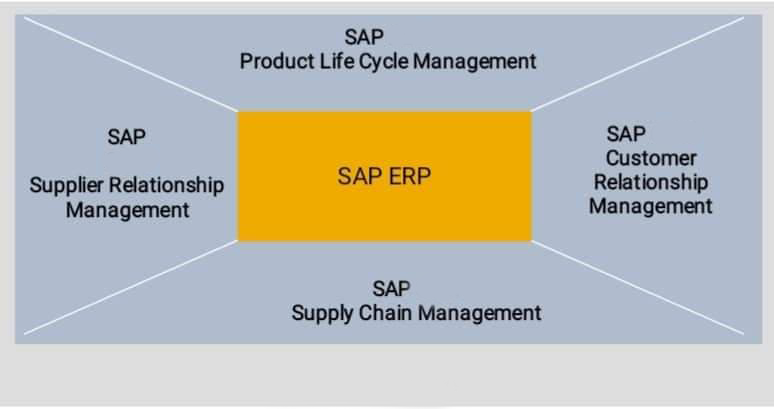 SAP
Product Life Cycle Management
SAP
Supplier Relationship
Management
SAP ERP
SAP
Customer
Relationship
Management
SAP
Supply Chain Management